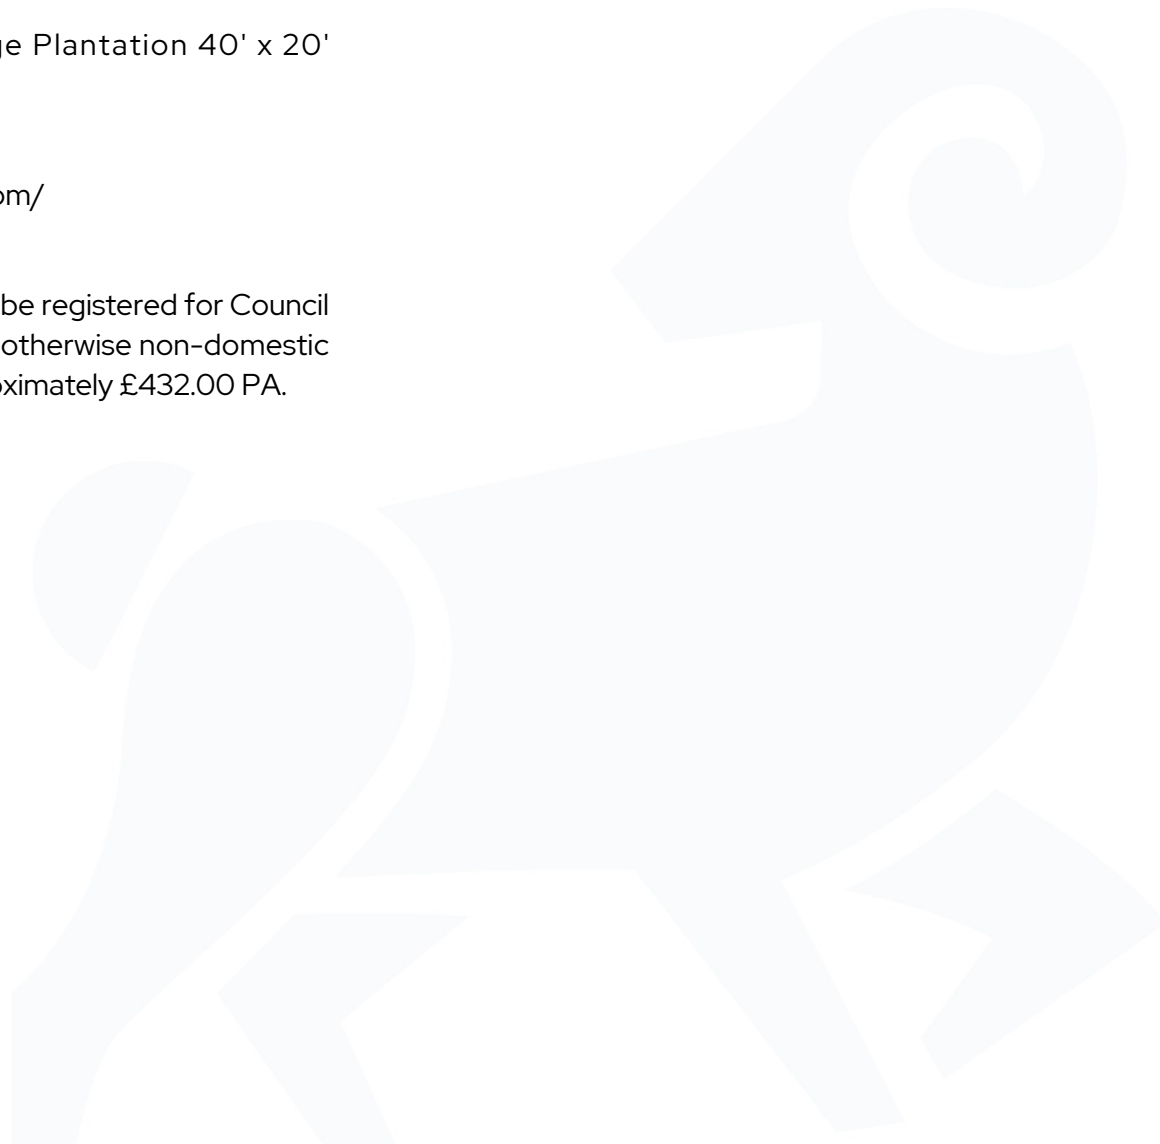 ge Plantation 40' x 20'
om/
be registered for Council
otherwise non-domestic
oximately £432.00 PA.